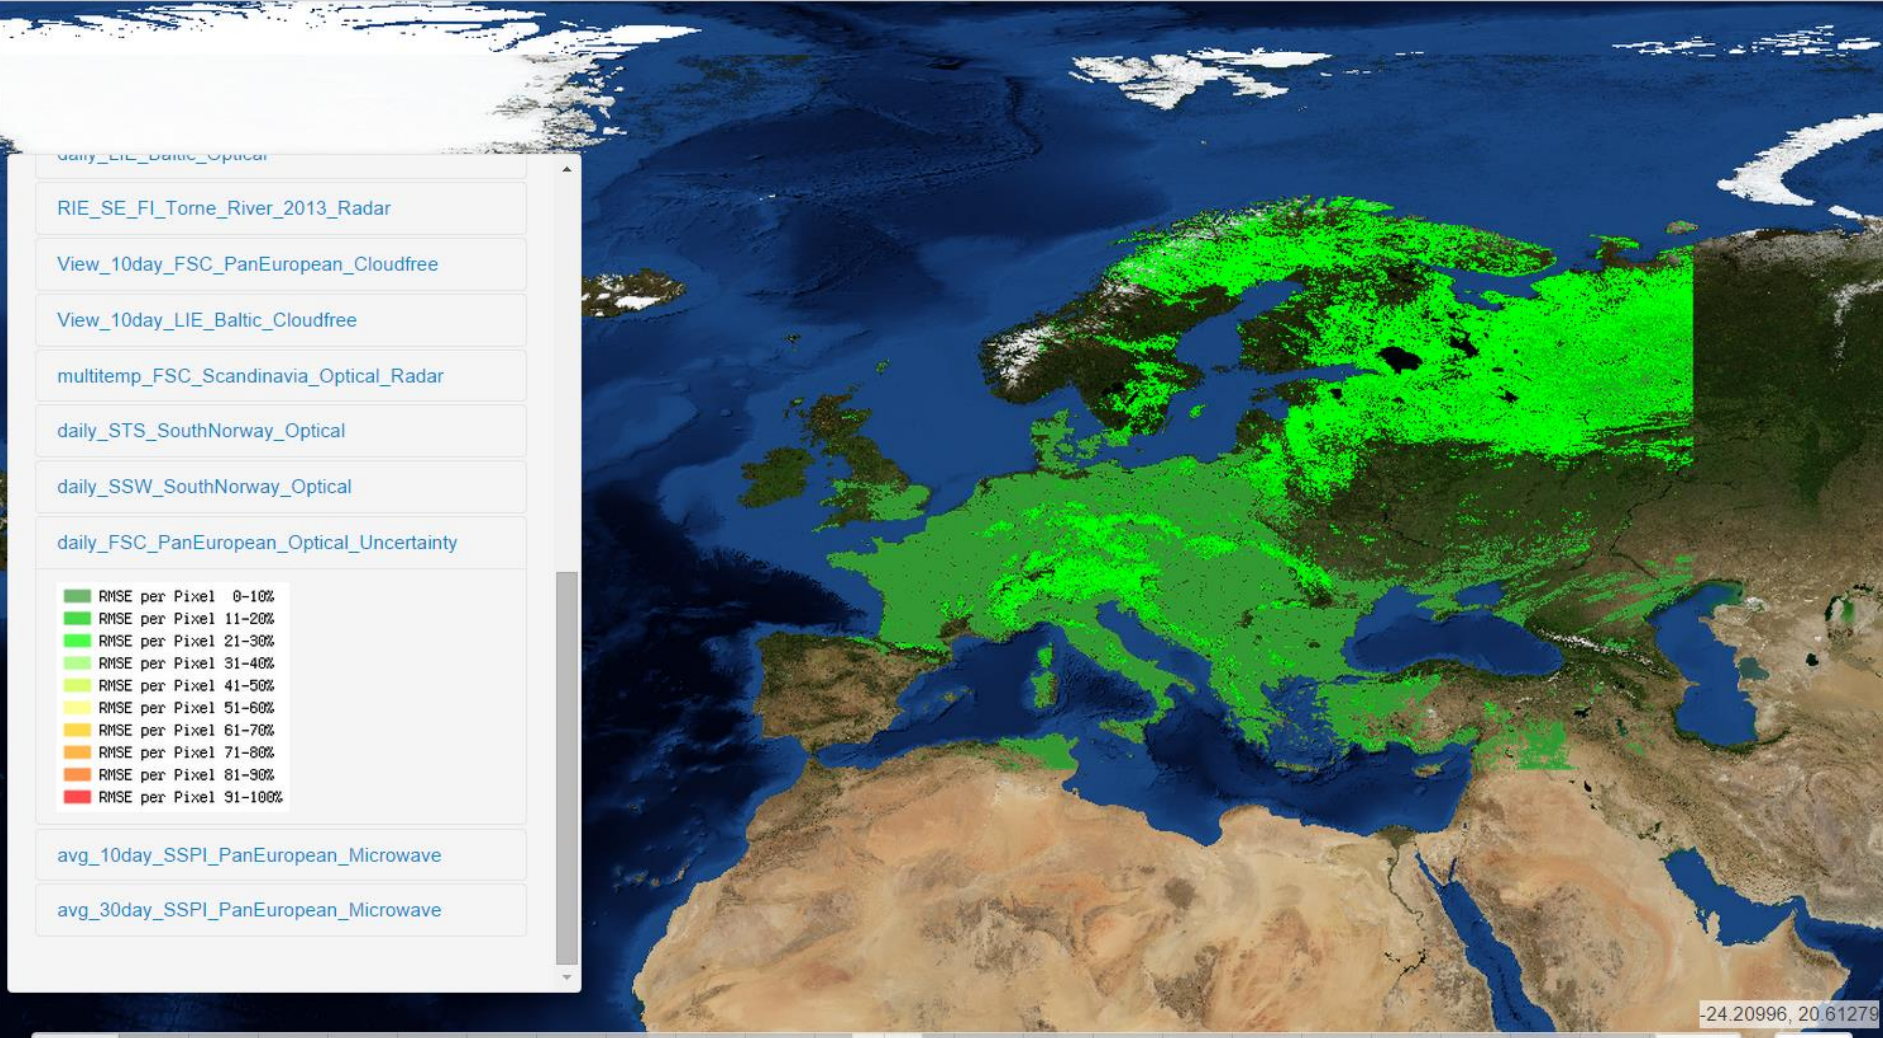 daily_LIE_Baltic_Optical
RIE_SE_FI_Torne_River_2013_Radar
View_10day_FSC_PanEuropean_Cloudfree
View_10day_LIE_Baltic_Cloudfree
multitemp_FSC_Scandinavia_Optical_Radar
daily_STS_SouthNorway_Optical
daily_SSW_SouthNorway_Optical
daily_FSC_PanEuropean_Optical_Uncertainty
RMSE per Pixel 0-10%
RMSE per Pixel 11-20%
RMSE per Pixel 21-30%
RMSE per Pixel 31-40%
RMSE per Pixel 41-50%
RMSE per Pixel 51-60%
RMSE per Pixel 61-70%
RMSE per Pixel 71-80%
RMSE per Pixel 81-90%
RMSE per Pixel 91-100%
avg_10day_SSPI_PanEuropean_Microwave
avg_30day_SSPI_PanEuropean_Microwave
-24.20996, 20.61279